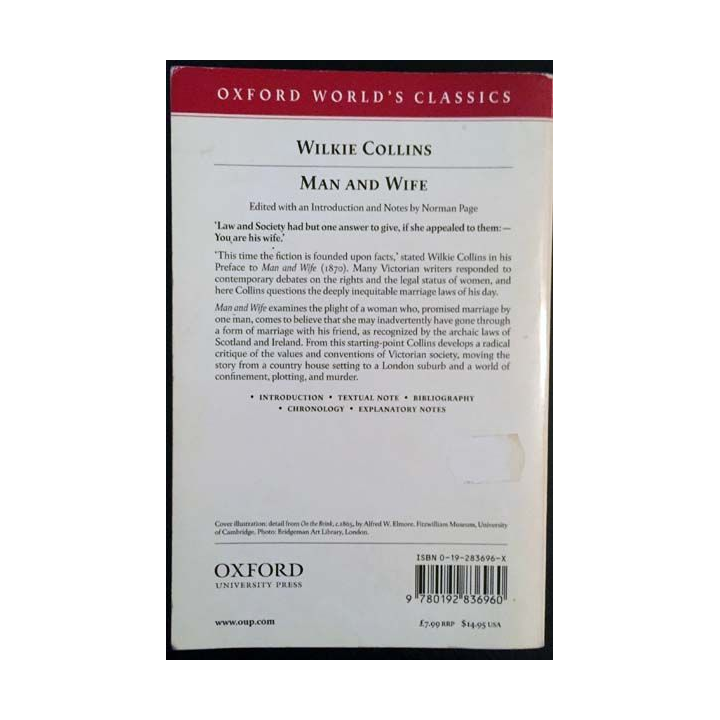 OXFORD WORLD'S CLASSICS
WILKIE COLLINS
MAN AND WIFE
Edited with an Introduction and Notes by Norman Page
'Law and Society had but one answer to give, if she appealed to them:—
You are his wife.'
'This time the fiction is founded upon facts,' stated Wilkie Collins in his
Preface to Man and Wife (1870). Many Victorian writers responded to
contemporary debates on the rights and the legal status of women, and
here Collins questions the deeply inequitable marriage laws of his day.
Man and Wife examines the plight of a woman who, promised marriage by
one man, comes to believe that she may inadvertently have gone through
a form of marriage with his friend, as recognized by the archaic laws of
Scotland and Ireland. From this starting-point Collins develops a radical
critique of the values and conventions of Victorian society, moving the
story from a country house setting to a London suburb and a world of
confinement, plotting, and murder.
• INTRODUCTION • TEXTUAL NOTE • BIBLIOGRAPHY
• CHRONOLOGY • EXPLANATORY NOTES
Cover illustration: detail from On the Brink, c.1865, by Alfred W. Elmore. Fitzwilliam Museum, University
of Cambridge. Photo: Bridgeman Art Library, London.
ISBN 0-19-283696-X
OXFORD
UNIVERSITY PRESS
9 780192 836960
www.oup.com
£7.99 RRP $14.95 USA